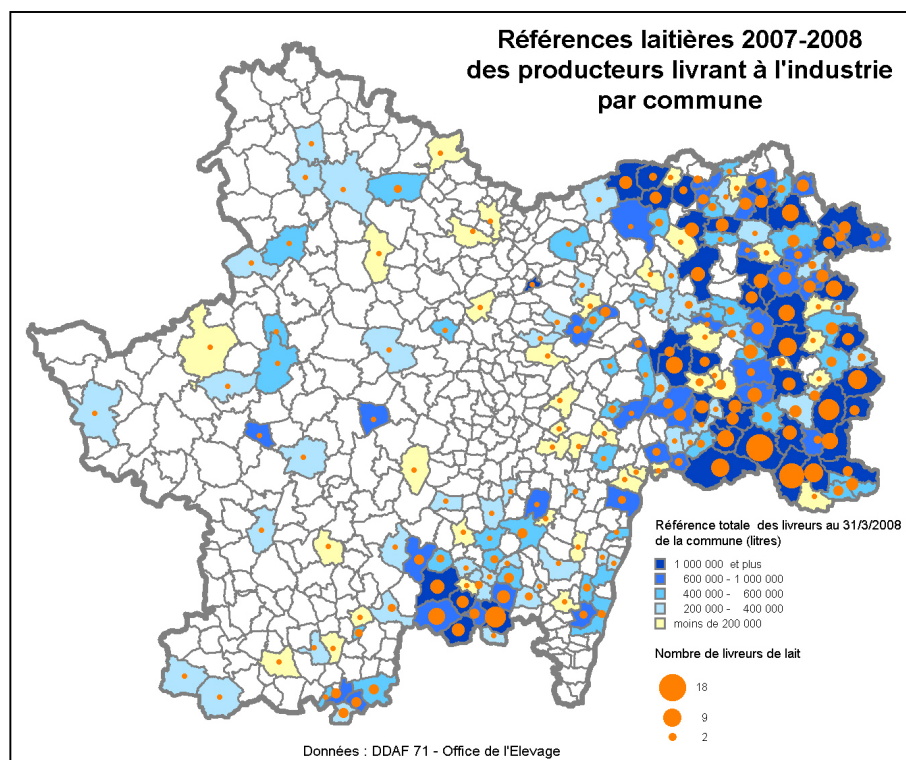 Références laitières 2007-2008
des producteurs livrant à l'industrie
par commune
Référence totale des livreurs au 31/3/2008
de la commune (litres)
1 000 000 et plus
600 000 - 1 000 000
400 000 - 600 000
200 000 - 400 000
moins de 200 000
Nombre de livreurs de lait
18
9
2
Données : DDAF 71 - Office de l'Elevage